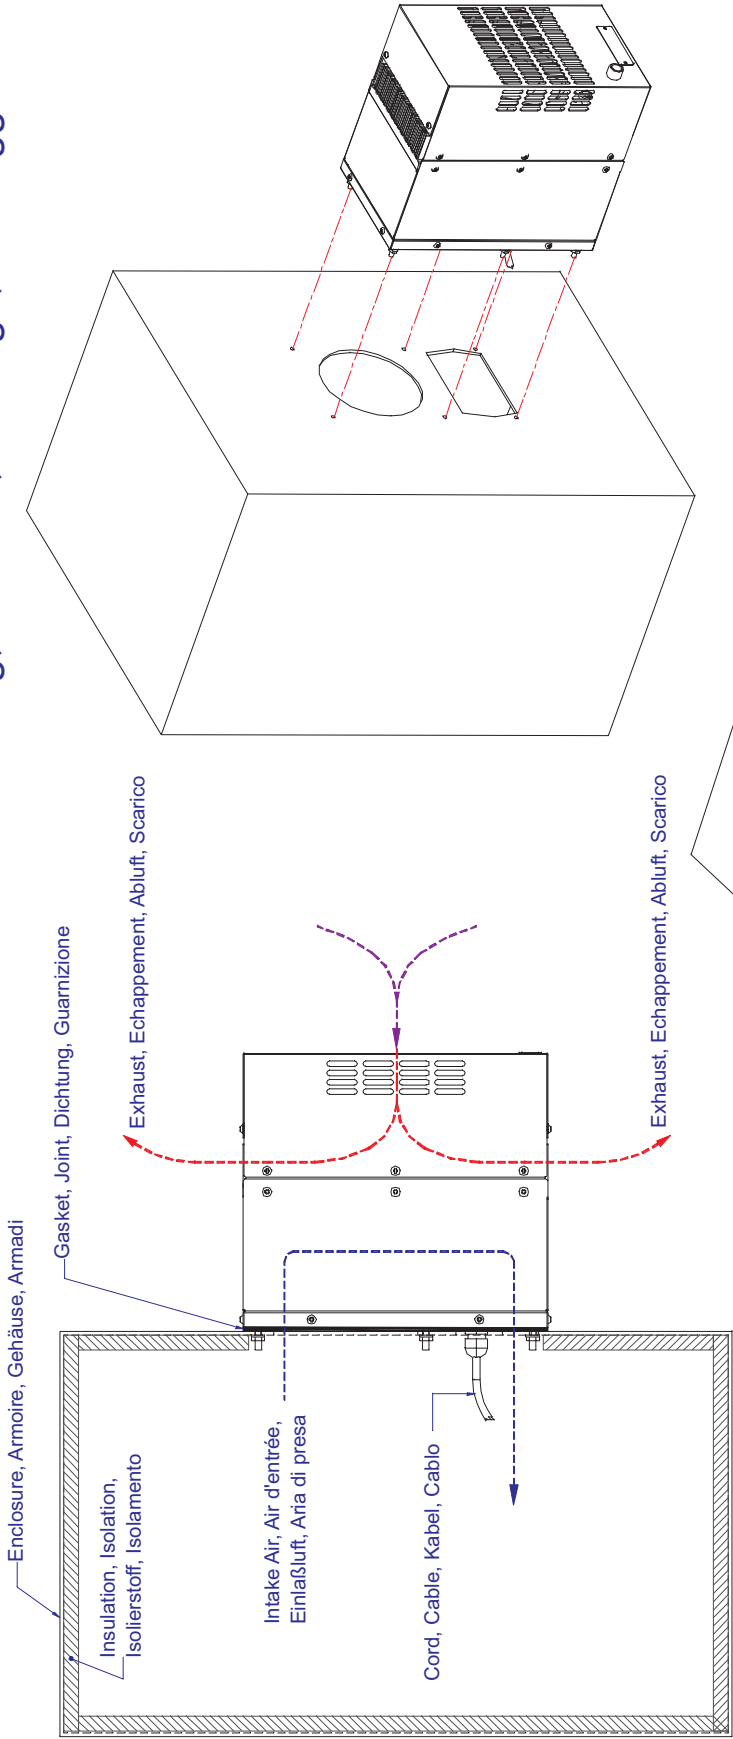 Enclosure, Armoire, Gehäuse, Armadi
Gasket, Joint, Dichtung, Guarnizione
Insulation, Isolation,
Isolierstoff, Isolamento
Exhaust, Echappement, Abluft, Scarico
Intake Air, Air d'entrée,
Einlaßluft, Aria di presa
Cord, Cable, Kabel, Cablo
Exhaust, Echappement, Abluft, Scarico